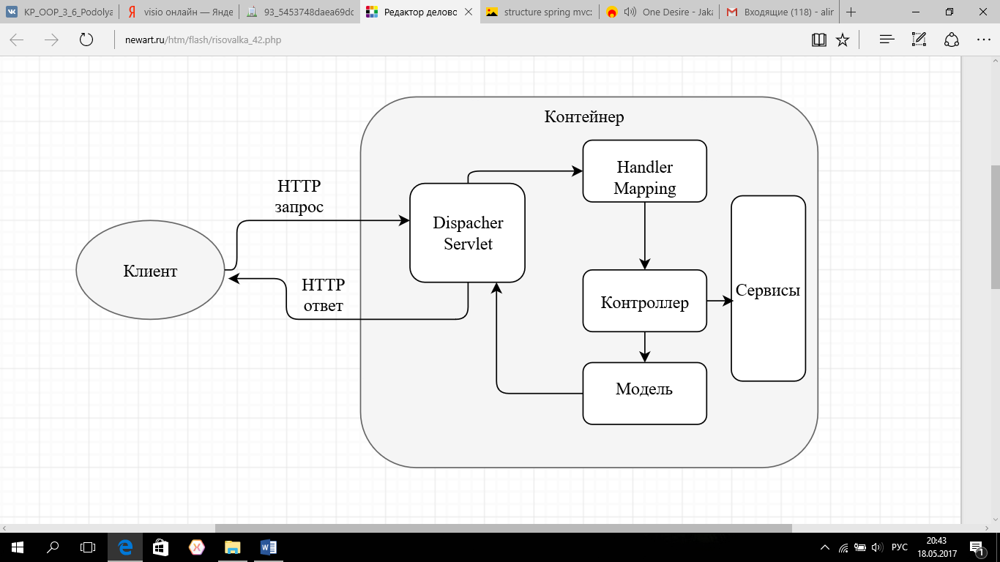 KP_OOP_3_6_Podolya
visio онлайн — Янде
93_5453748daea69dc
Редактор деловс
structure spring mvc:
One Desire - Jaka
Входящие (118) - alir
newart.ru/htm/flash/risovalka_42.php
Контейнер
Handler
Mapping
HTTP
запрос
Dispacher
Servlet
Клиент
HTTP
ответ
Контроллер
Сервисы
Модель
20:43
РУС
18.05.2017
1